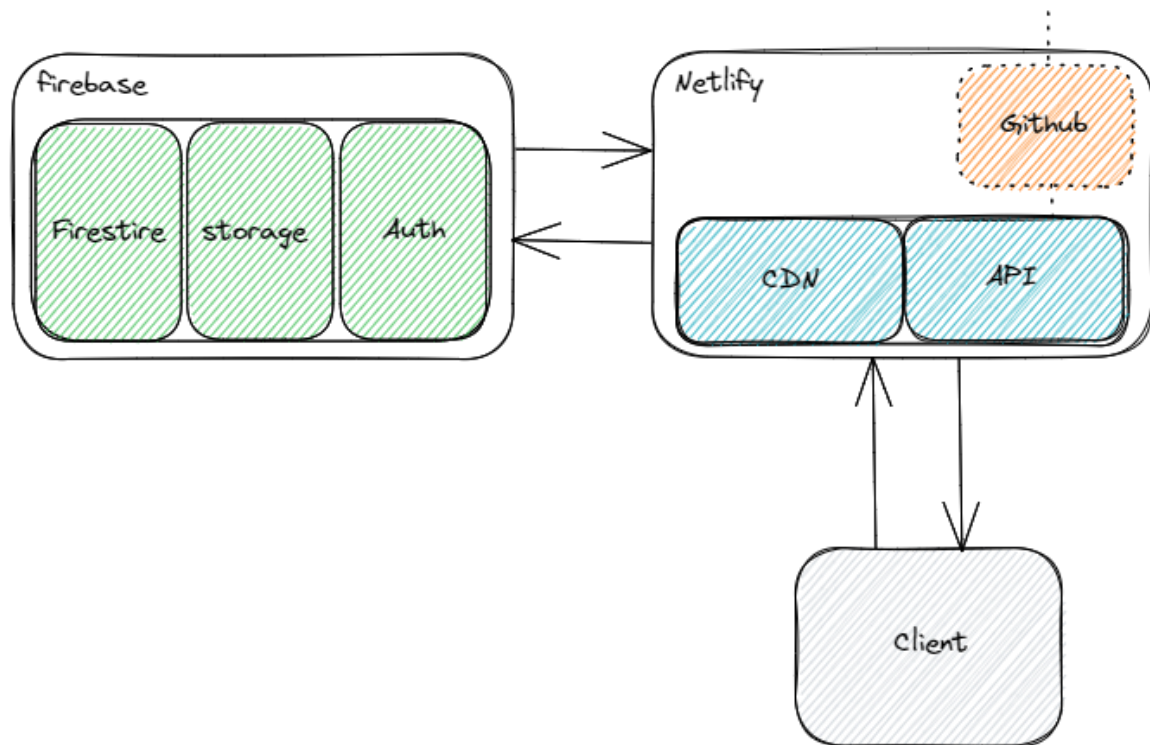 firebase
Netlify
Github
Firestire
storage
Auth
CDN
API
Client